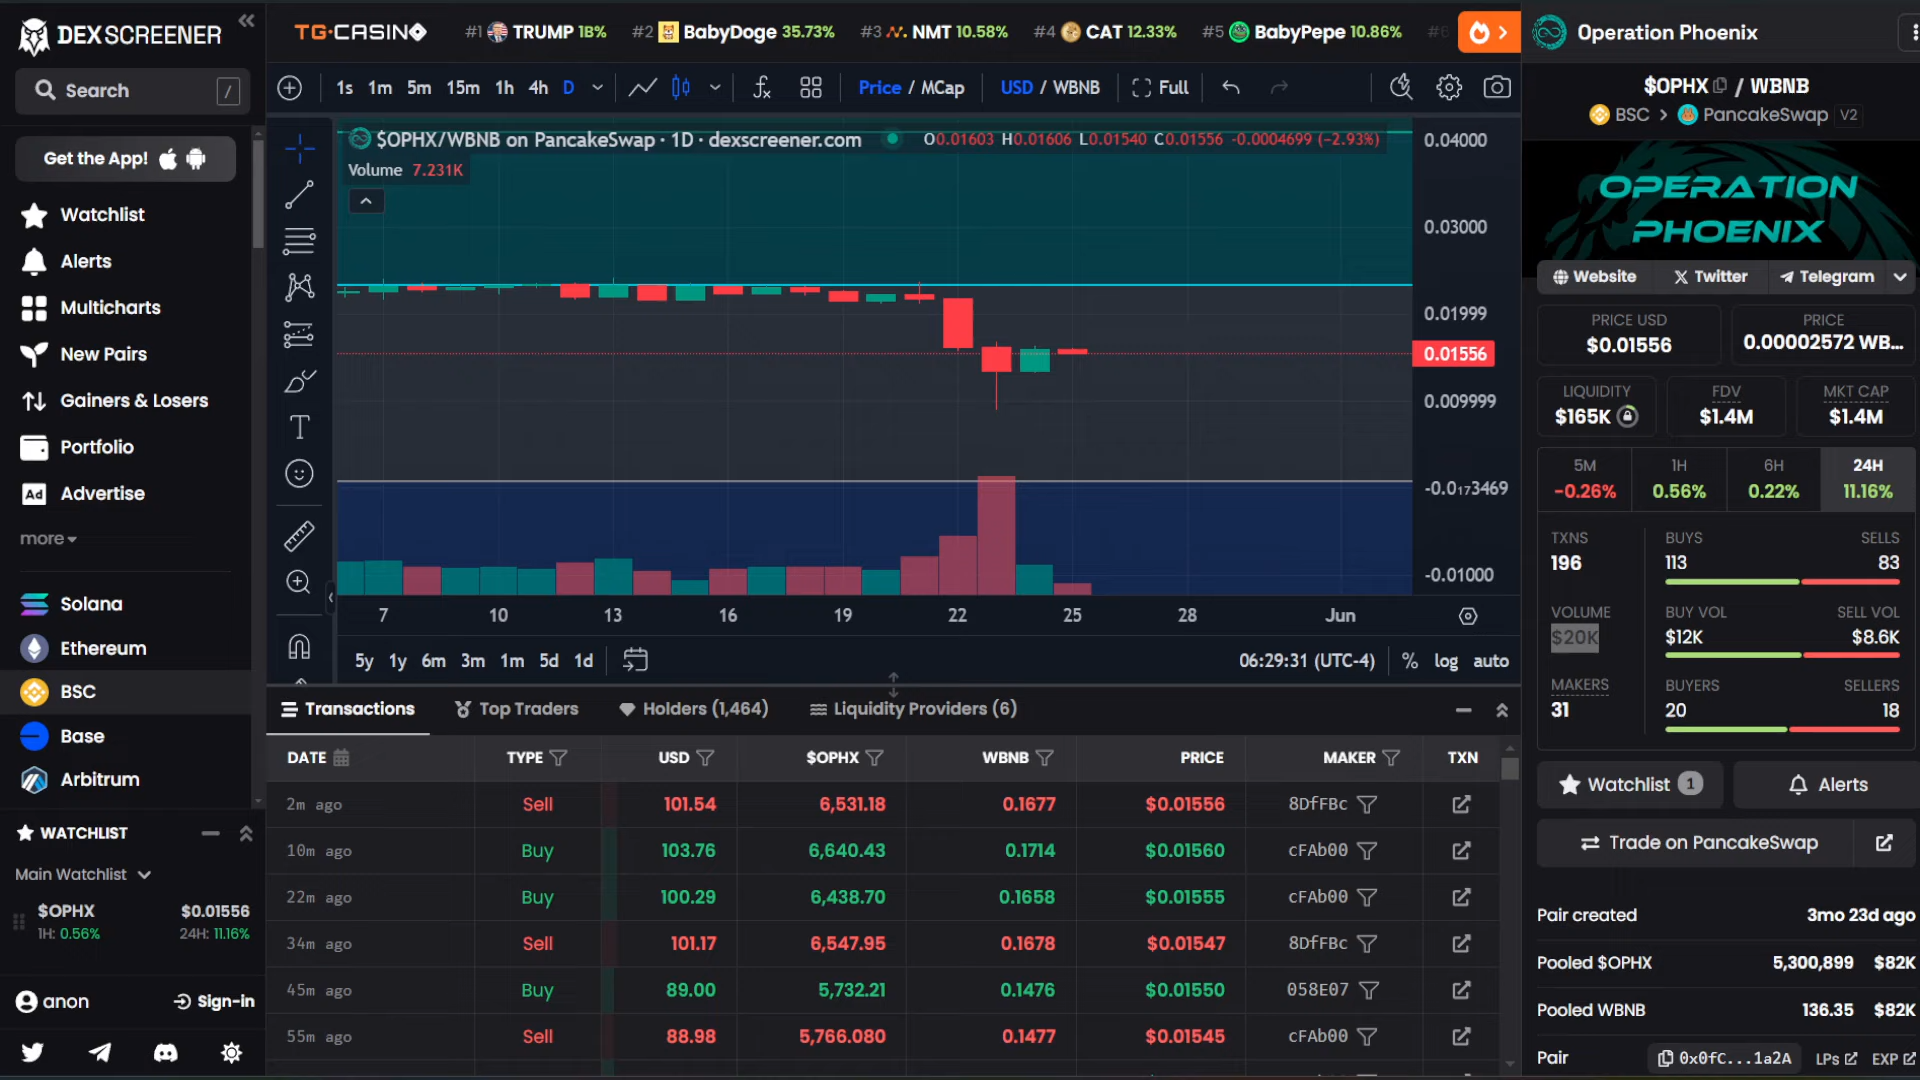 DEX SCREENER
Search /
Get the App!
Watchlist
Alerts
Multicharts
New Pairs
Gainers & Losers
Portfolio
Ad Advertise
more
Solana
Ethereum
BSC
Base
Arbitrum
WATCHLIST
Main Watchlist
$OPHX $0.01556
1H: 0.56% 24H: 11.16%
anon Sign-in
TG·CASINO
#1 TRUMP 1B%
#2 BabyDoge 35.73%
#3 NMT 10.58%
#4 CAT 12.33%
#5 BabyPepe 10.86%
1s 1m 5m 15m 1h 4h D
Price / MCap
USD / WBNB
Full
$OPHX/WBNB on PancakeSwap · 1D · dexscreener.com
O0.01603 H0.01606 L0.01540 C0.01556 -0.0004699 (-2.93%)
Volume 7.231K
0.04000
0.03000
0.01999
0.01556
0.009999
-0.0₁₇3469
-0.01000
7 10 13 16 19 22 25 28 Jun
5y 1y 6m 3m 1m 5d 1d
06:29:31 (UTC-4) % log auto
Transactions
Top Traders
Holders (1,464)
Liquidity Providers (6)
DATE TYPE USD $OPHX WBNB PRICE MAKER TXN
2m ago Sell 101.54 6,531.18 0.1677 $0.01556 8DfFBc
10m ago Buy 103.76 6,640.43 0.1714 $0.01560 cFAb00
22m ago Buy 100.29 6,438.70 0.1658 $0.01555 cFAb00
34m ago Sell 101.17 6,547.95 0.1678 $0.01547 8DfFBc
45m ago Buy 89.00 5,732.21 0.1476 $0.01550 058E07
55m ago Sell 88.98 5,766.080 0.1477 $0.01545 cFAb00
Operation Phoenix
$OPHX / WBNB
BSC > PancakeSwap V2
OPERATION
PHOENIX
Website
Twitter
Telegram
PRICE USD
$0.01556
PRICE
0.00002572 WB...
LIQUIDITY
$165K
FDV
$1.4M
MKT CAP
$1.4M
5M
-0.26%
1H
0.56%
6H
0.22%
24H
11.16%
TXNS
196
BUYS SELLS
113 83
VOLUME
$20K
BUY VOL SELL VOL
$12K $8.6K
MAKERS
31
BUYERS SELLERS
20 18
Watchlist 1
Alerts
Trade on PancakeSwap
Pair created 3mo 23d ago
Pooled $OPHX 5,300,899 $82K
Pooled WBNB 136.35 $82K
Pair 0x0fC...1a2A LPs EXP